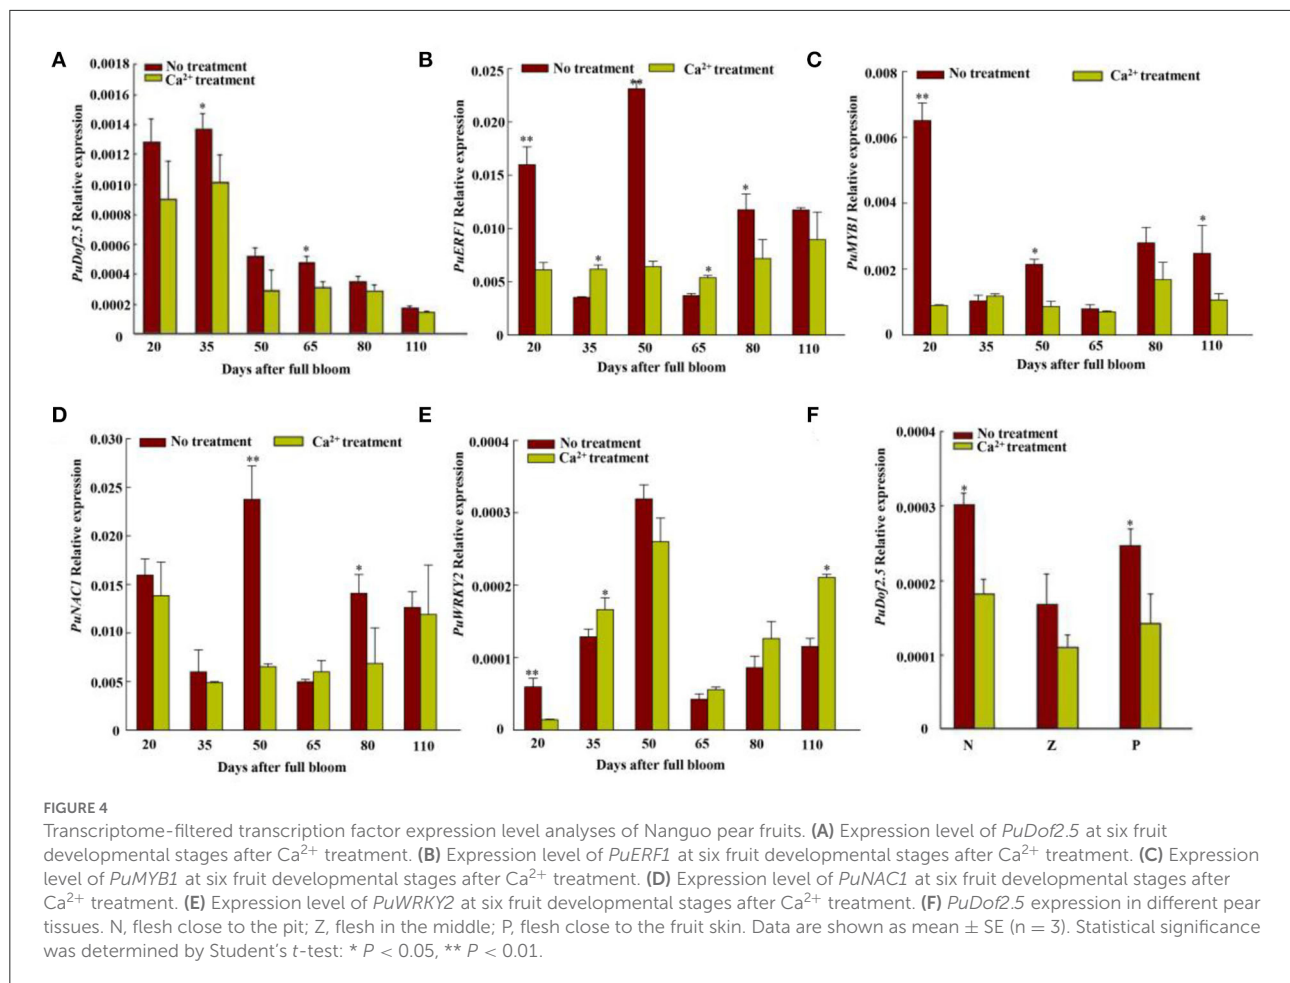 A
No treatment
Ca²⁺ treatment
PuDof2.5 Relative expression
0.0018
0.0016
0.0014
0.0012
0.0010
0.0008
0.0006
0.0004
0.0002
0
*
*
20 35 50 65 80 110
Days after full bloom
B
No treatment
Ca²⁺ treatment
PuERF1 Relative expression
0.025
0.020
0.015
0.010
0.005
0
**
*
**
*
*
20 35 50 65 80 110
Days after full bloom
C
No treatment
Ca²⁺ treatment
PuMYB1 Relative expression
0.008
0.006
0.004
0.002
0
**
*
*
20 35 50 65 80 110
Days after full bloom
D
No treatment
Ca²⁺ treatment
PuNAC1 Relative expression
0.030
0.025
0.020
0.015
0.010
0.005
0
**
*
20 35 50 65 80 110
Days after full bloom
E
No treatment
Ca²⁺ treatment
PuWRKY2 Relative expression
0.0004
0.0003
0.0002
0.0001
0
**
*
*
20 35 50 65 80 110
Days after full bloom
F
No treatment
Ca²⁺ treatment
PuDof2.5 Relative expression
0.0004
0.0003
0.0002
0.0001
0
*
*
N Z P
FIGURE 4
Transcriptome-filtered transcription factor expression level analyses of Nanguo pear fruits. (A) Expression level of PuDof2.5 at six fruit
developmental stages after Ca²⁺ treatment. (B) Expression level of PuERF1 at six fruit developmental stages after Ca²⁺ treatment. (C) Expression
level of PuMYB1 at six fruit developmental stages after Ca²⁺ treatment. (D) Expression level of PuNAC1 at six fruit developmental stages after
Ca²⁺ treatment. (E) Expression level of PuWRKY2 at six fruit developmental stages after Ca²⁺ treatment. (F) PuDof2.5 expression in different pear
tissues. N, flesh close to the pit; Z, flesh in the middle; P, flesh close to the fruit skin. Data are shown as mean ± SE (n = 3). Statistical significance
was determined by Student's t-test: * P < 0.05, ** P < 0.01.